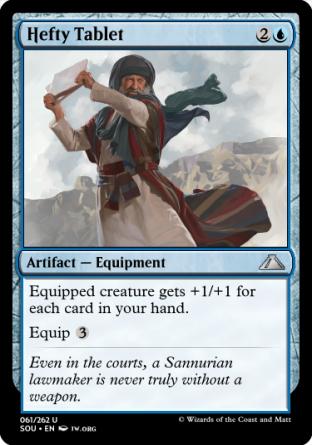 Hefty Tablet 2
Artifact — Equipment
Equipped creature gets +1/+1 for
each card in your hand.
Equip 3
Even in the courts, a Sannurian
lawmaker is never truly without a
weapon.
061/262 U
SOU • EN JW.ORG
© Wizards of the Coast and Matt